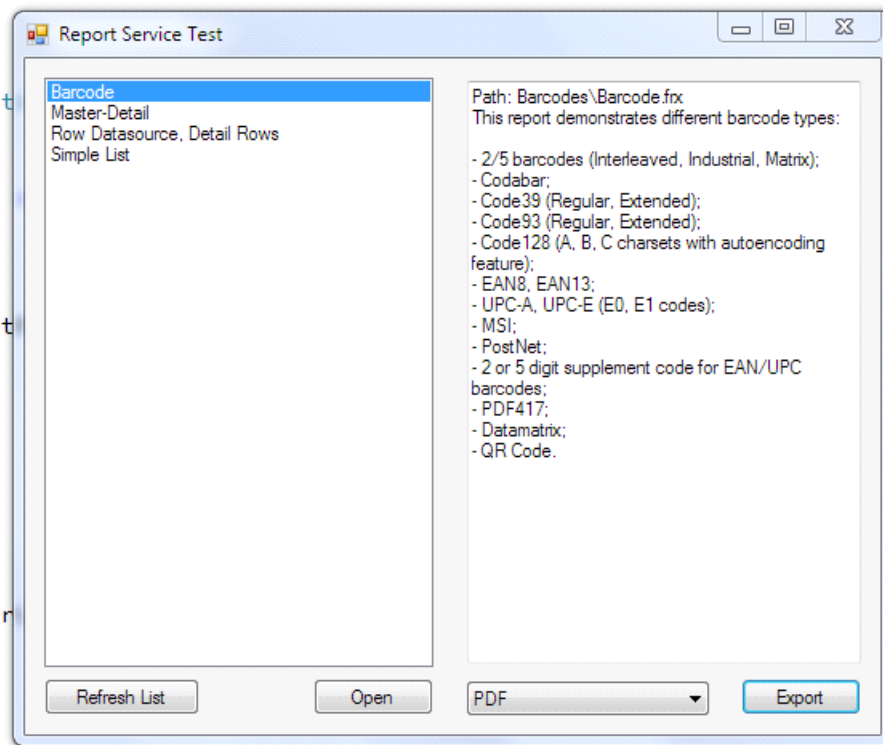 Report Service Test
Barcode
Master-Detail
Row Datasource, Detail Rows
Simple List
Path: Barcodes\Barcode.frx
This report demonstrates different barcode types:
- 2/5 barcodes (Interleaved, Industrial, Matrix);
- Codabar;
- Code39 (Regular, Extended);
- Code93 (Regular, Extended);
- Code128 (A, B, C charsets with autoencoding
feature);
- EAN8, EAN13;
- UPC-A, UPC-E (E0, E1 codes);
- MSI;
- PostNet;
- 2 or 5 digit supplement code for EAN/UPC
barcodes;
- PDF417;
- Datamatrix;
- QR Code.
Refresh List
Open
PDF
Export
t
t
r